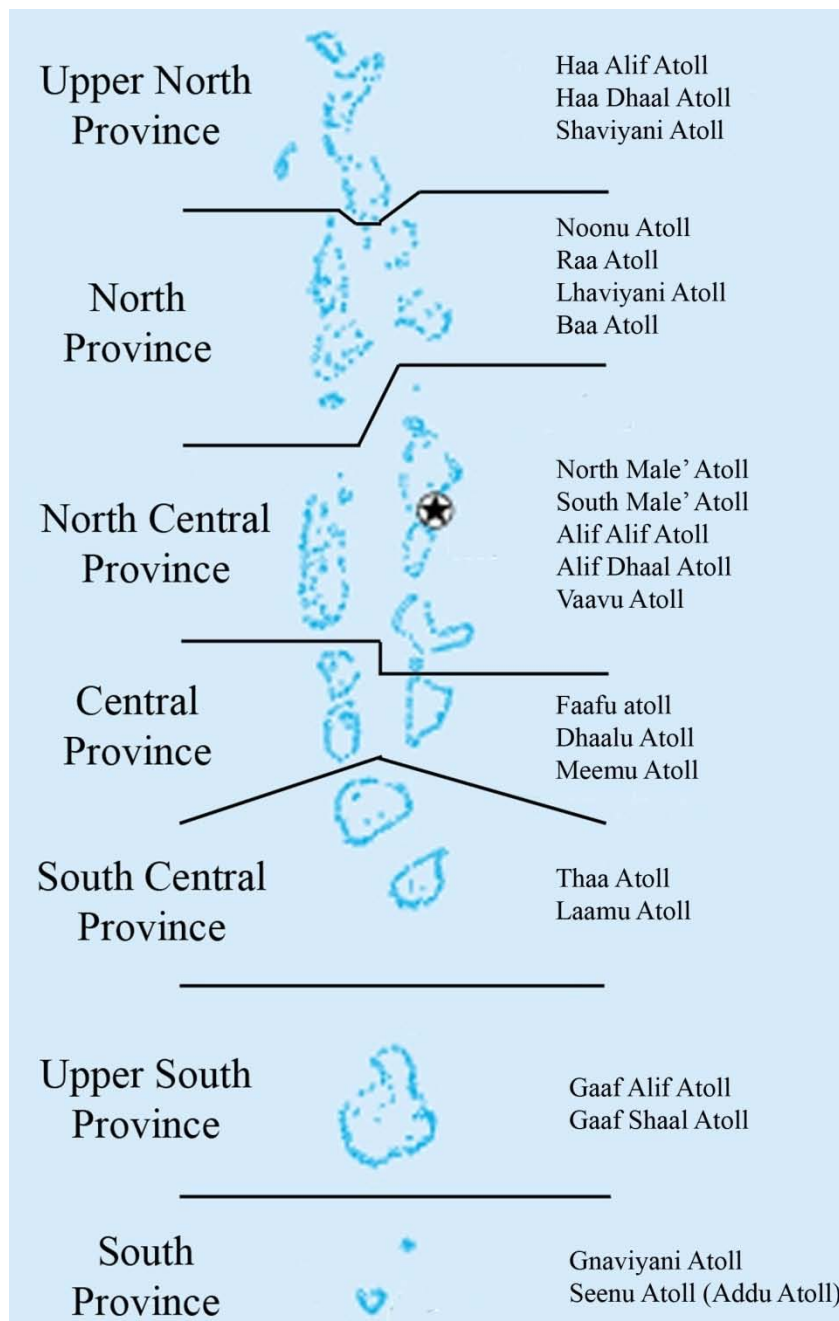 Upper North
Province
Haa Alif Atoll
Haa Dhaal Atoll
Shaviyani Atoll
North
Province
Noonu Atoll
Raa Atoll
Lhaviyani Atoll
Baa Atoll
North Central
Province
North Male’ Atoll
South Male’ Atoll
Alif Alif Atoll
Alif Dhaal Atoll
Vaavu Atoll
Central
Province
Faafu atoll
Dhaalu Atoll
Meemu Atoll
South Central
Province
Thaa Atoll
Laamu Atoll
Upper South
Province
Gaaf Alif Atoll
Gaaf Shaal Atoll
South
Province
Gnaviyani Atoll
Seenu Atoll (Addu Atoll)